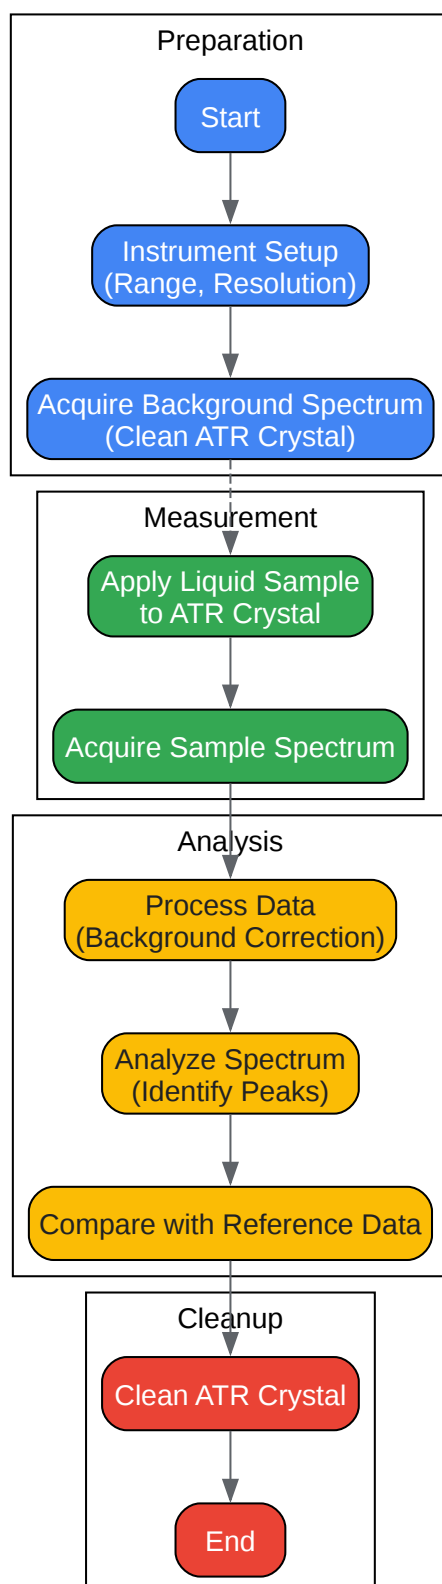 Preparation
Start
Instrument Setup
(Range, Resolution)
Acquire Background Spectrum
(Clean ATR Crystal)
Measurement
Apply Liquid Sample
to ATR Crystal
Acquire Sample Spectrum
Analysis
Process Data
(Background Correction)
Analyze Spectrum
(Identify Peaks)
Compare with Reference Data
Cleanup
Clean ATR Crystal
End